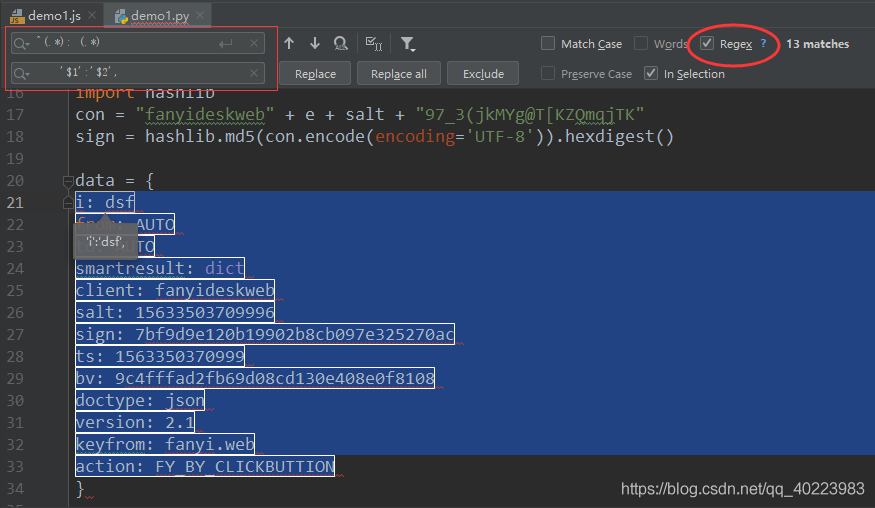 demo1.js demo1.py
^(.*): (.*) Match Case Words Regex ? 13 matches
'$1':'$2', Replace Replace all Exclude Preserve Case In Selection
16 import hashlib
17 con = "fanyideskweb" + e + salt + "97_3(jkMYg@T[KZQmqjTK"
18 sign = hashlib.md5(con.encode(encoding='UTF-8')).hexdigest()
19
20 data = {
21 i: dsf
22 from: AUTO
'i':'dsf',
23
24 smartresult: dict
25 client: fanyideskweb
26 salt: 15633503709996
27 sign: 7bf9d9e120b19902b8cb097e325270ac
28 ts: 1563350370999
29 bv: 9c4fffad2fb69d08cd130e408e0f8108
30 doctype: json
31 version: 2.1
32 keyfrom: fanyi.web
33 action: FY_BY_CLICKBUTTION
34 }
https://blog.csdn.net/qq_40223983